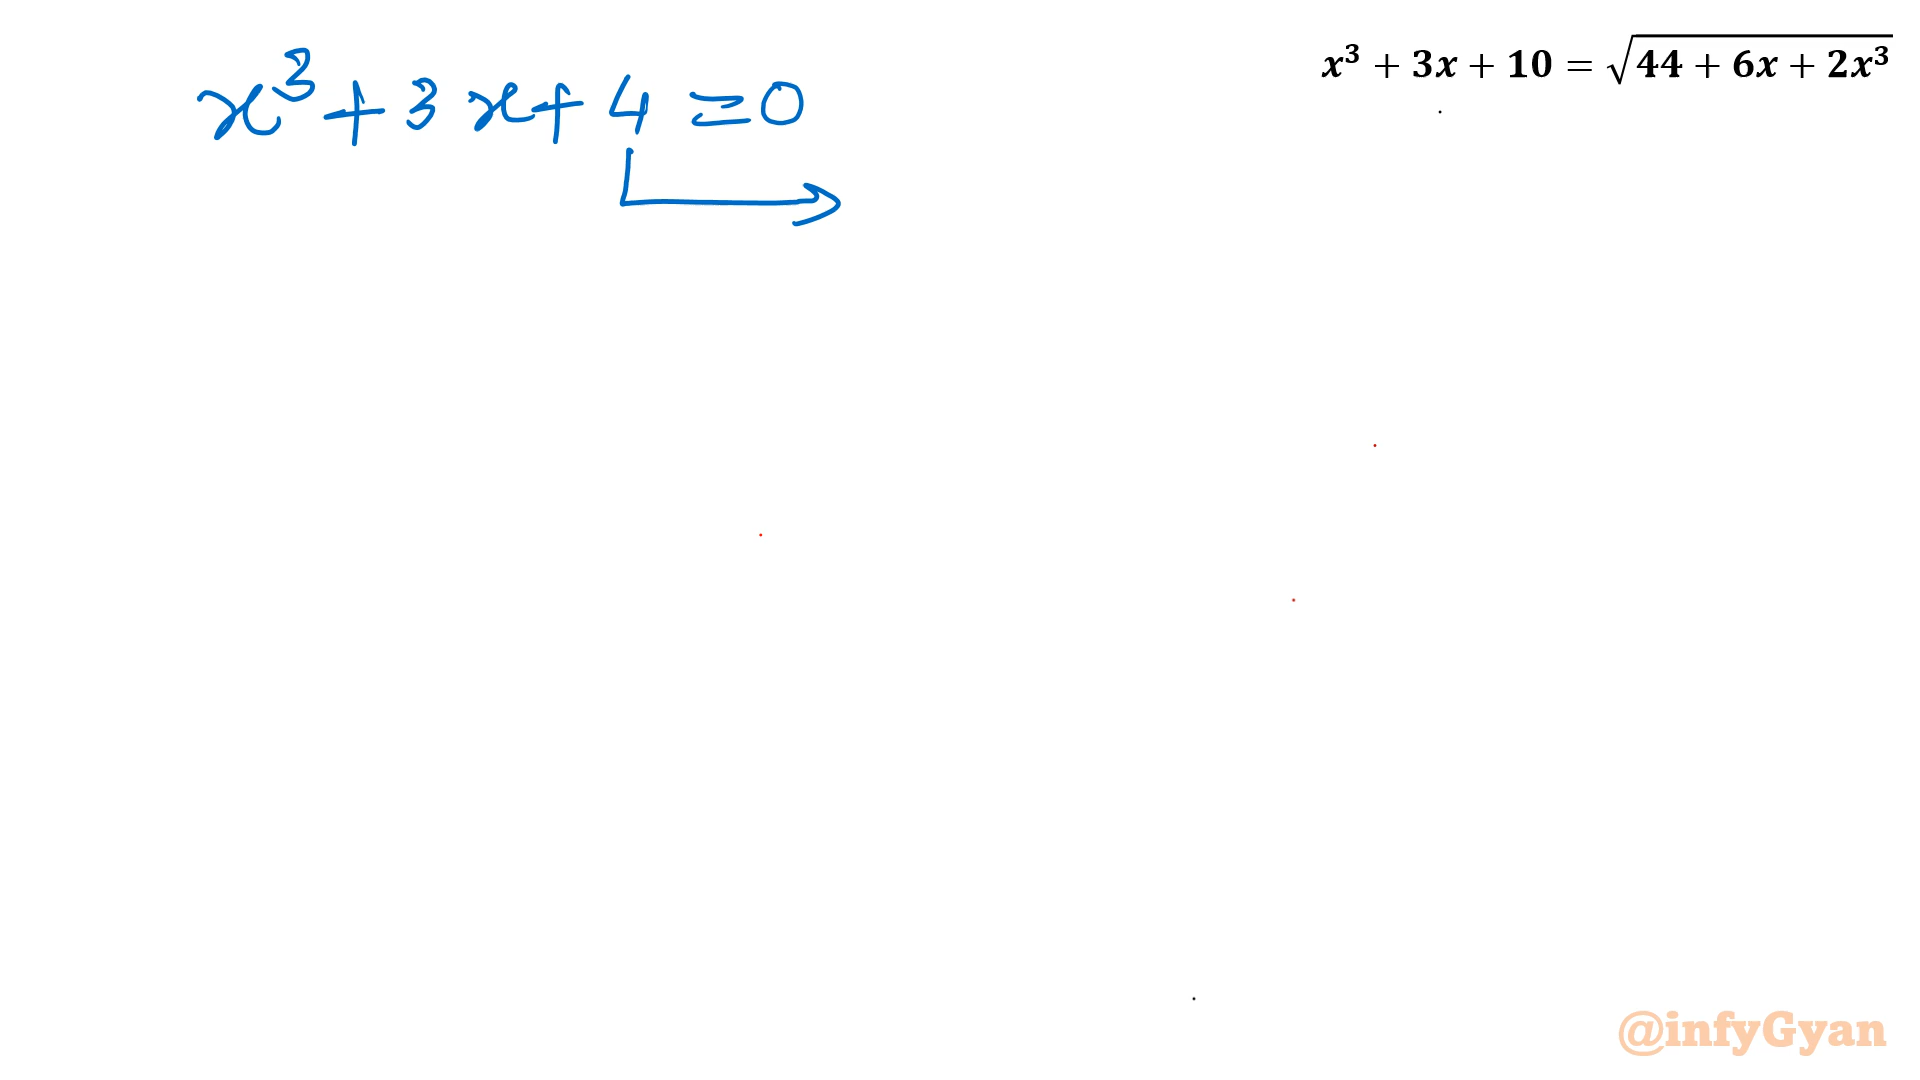 x³ + 3x + 4 = 0
x³ + 3x + 10 = √(44 + 6x + 2x³)
@infyGyan